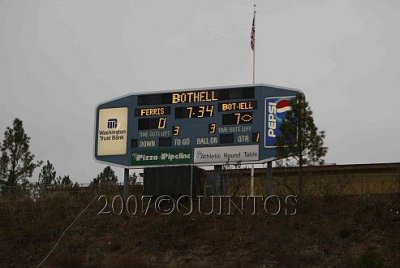 BOTHELL
FERRIS 7:34 BOTHELL
0 7
TIME OUTS LEFT 3 3 TIME OUTS LEFT
DOWN TO GO BALL ON QTR 1
Washington
Trust Bank
PEPSI
Pizza Pipeline
Athletic Round Table
2007©QUINTOS